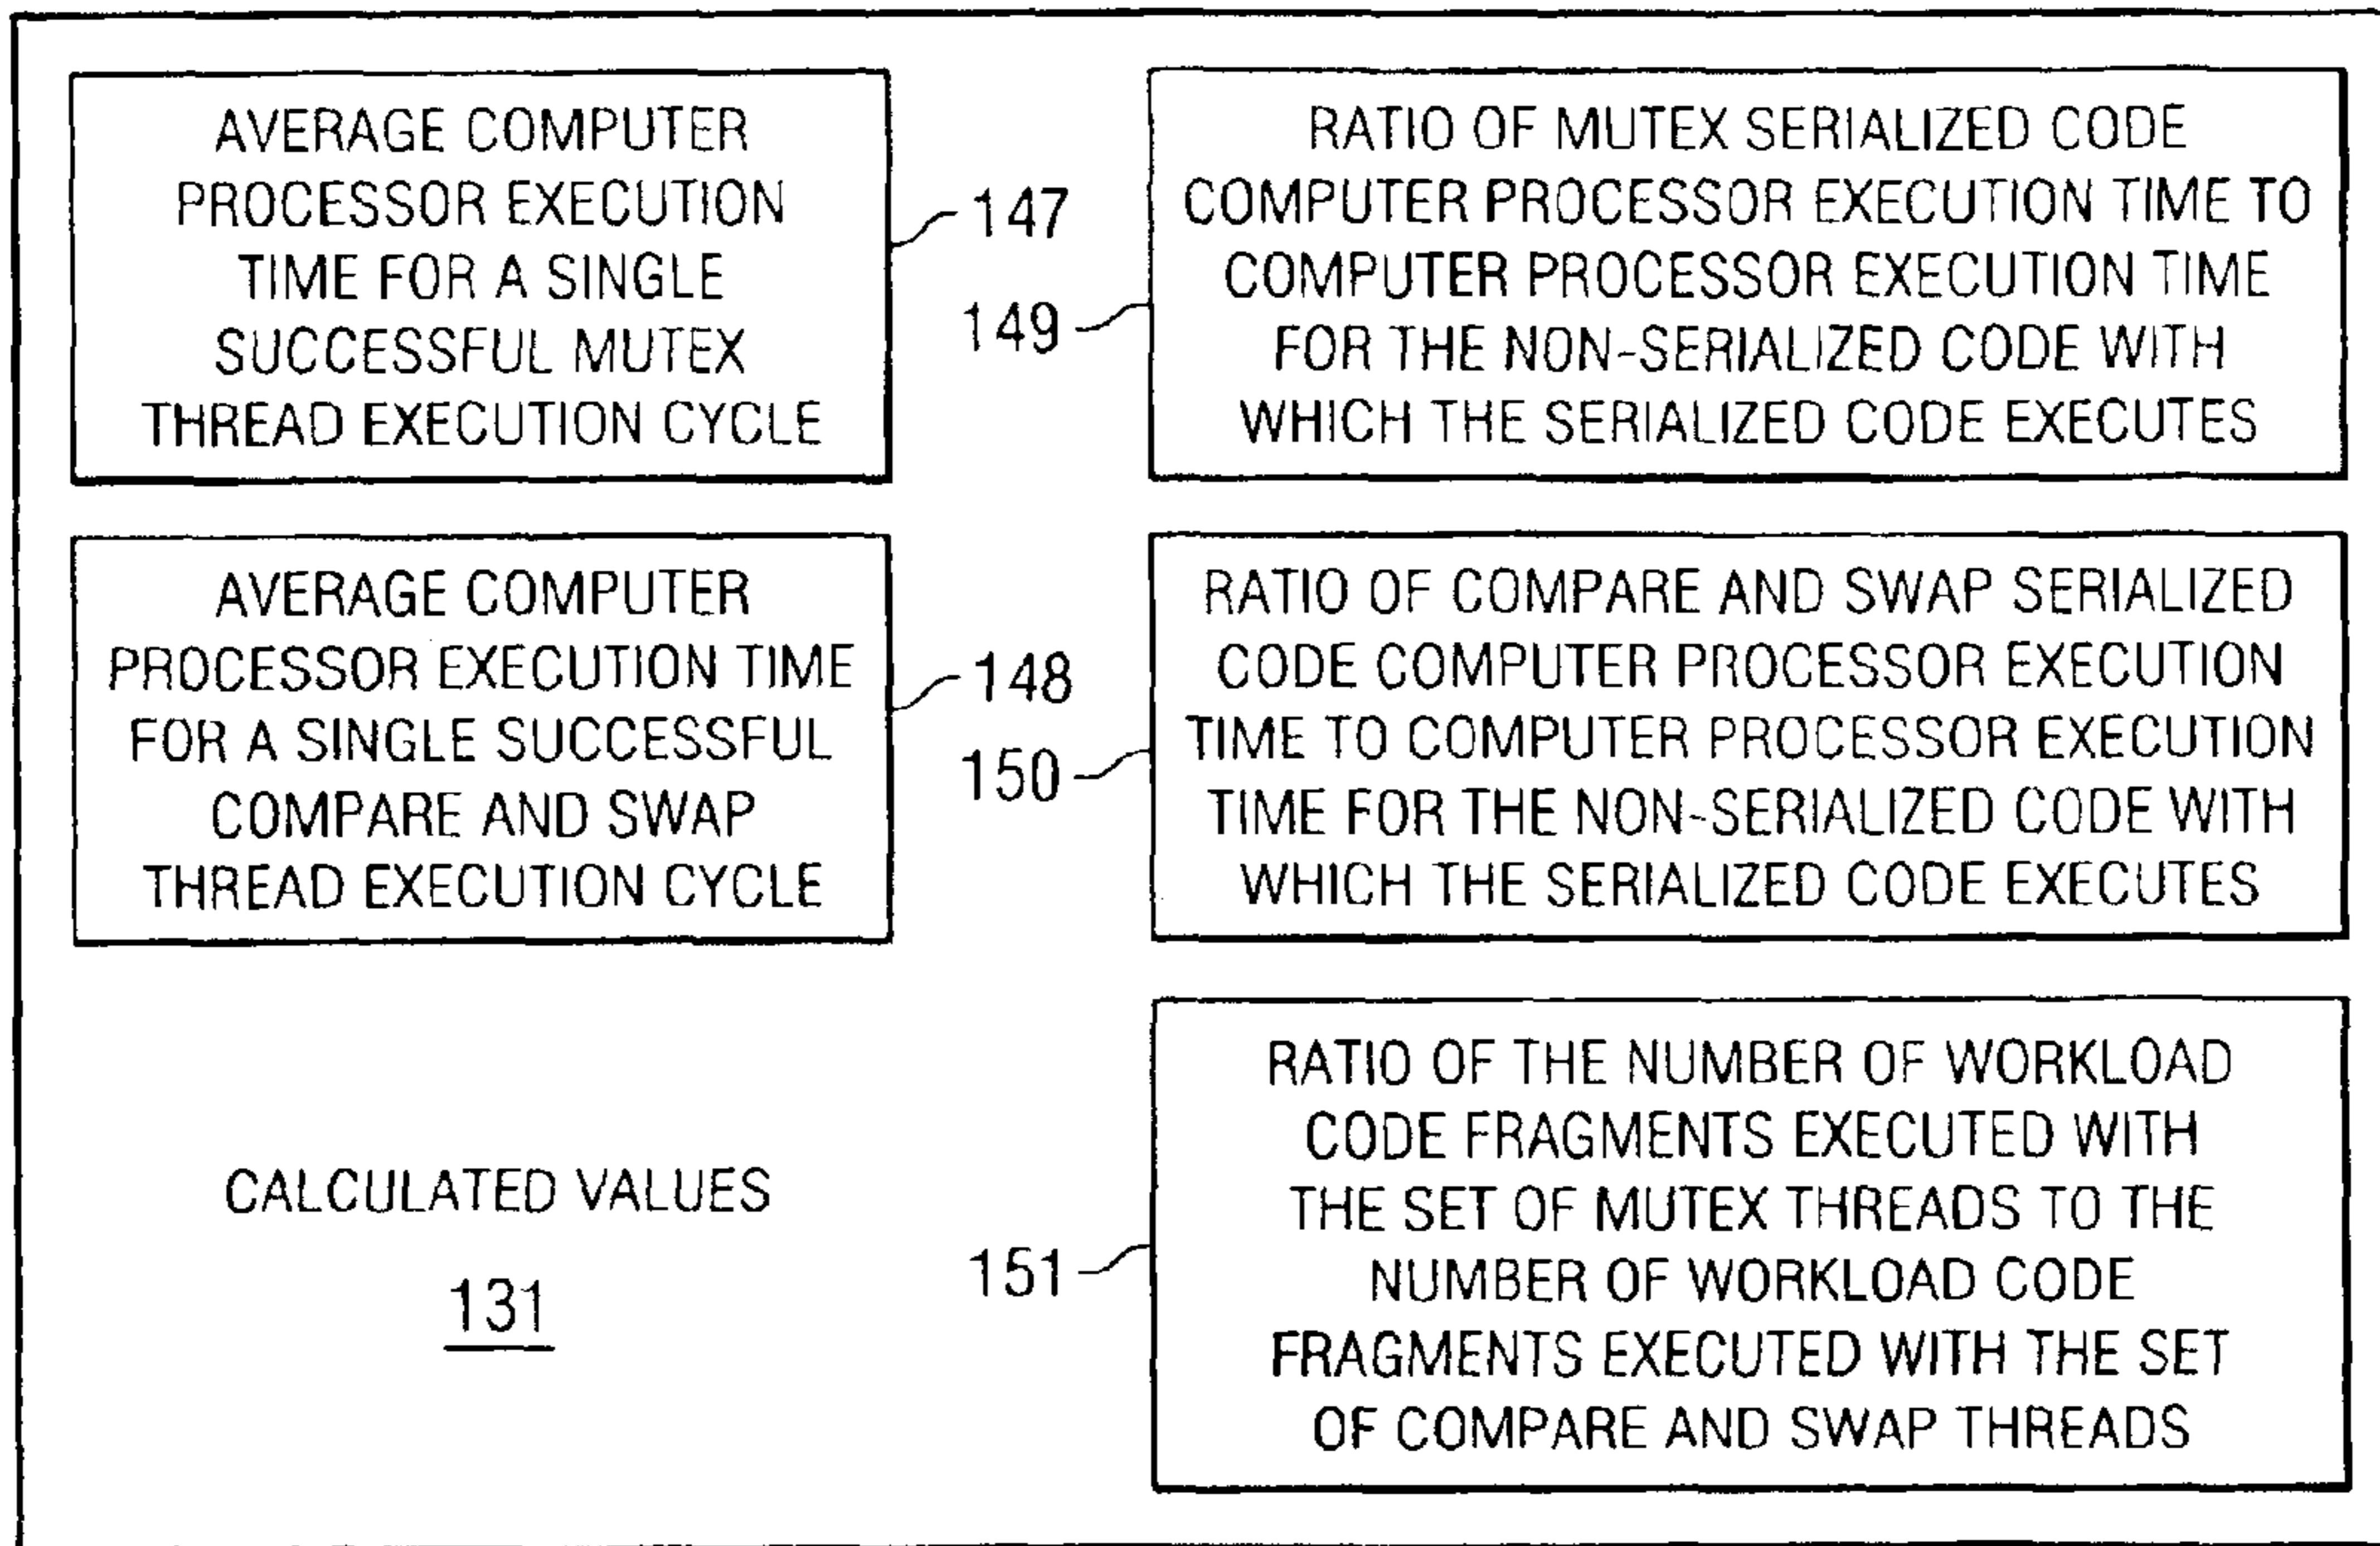 AVERAGE COMPUTER
PROCESSOR EXECUTION
TIME FOR A SINGLE
SUCCESSFUL MUTEX
THREAD EXECUTION CYCLE
147
RATIO OF MUTEX SERIALIZED CODE
COMPUTER PROCESSOR EXECUTION TIME TO
COMPUTER PROCESSOR EXECUTION TIME
FOR THE NON-SERIALIZED CODE WITH
WHICH THE SERIALIZED CODE EXECUTES
149
AVERAGE COMPUTER
PROCESSOR EXECUTION TIME
FOR A SINGLE SUCCESSFUL
COMPARE AND SWAP
THREAD EXECUTION CYCLE
148
RATIO OF COMPARE AND SWAP SERIALIZED
CODE COMPUTER PROCESSOR EXECUTION
TIME TO COMPUTER PROCESSOR EXECUTION
TIME FOR THE NON-SERIALIZED CODE WITH
WHICH THE SERIALIZED CODE EXECUTES
150
CALCULATED VALUES
131
RATIO OF THE NUMBER OF WORKLOAD
CODE FRAGMENTS EXECUTED WITH
THE SET OF MUTEX THREADS TO THE
NUMBER OF WORKLOAD CODE
FRAGMENTS EXECUTED WITH THE SET
OF COMPARE AND SWAP THREADS
151